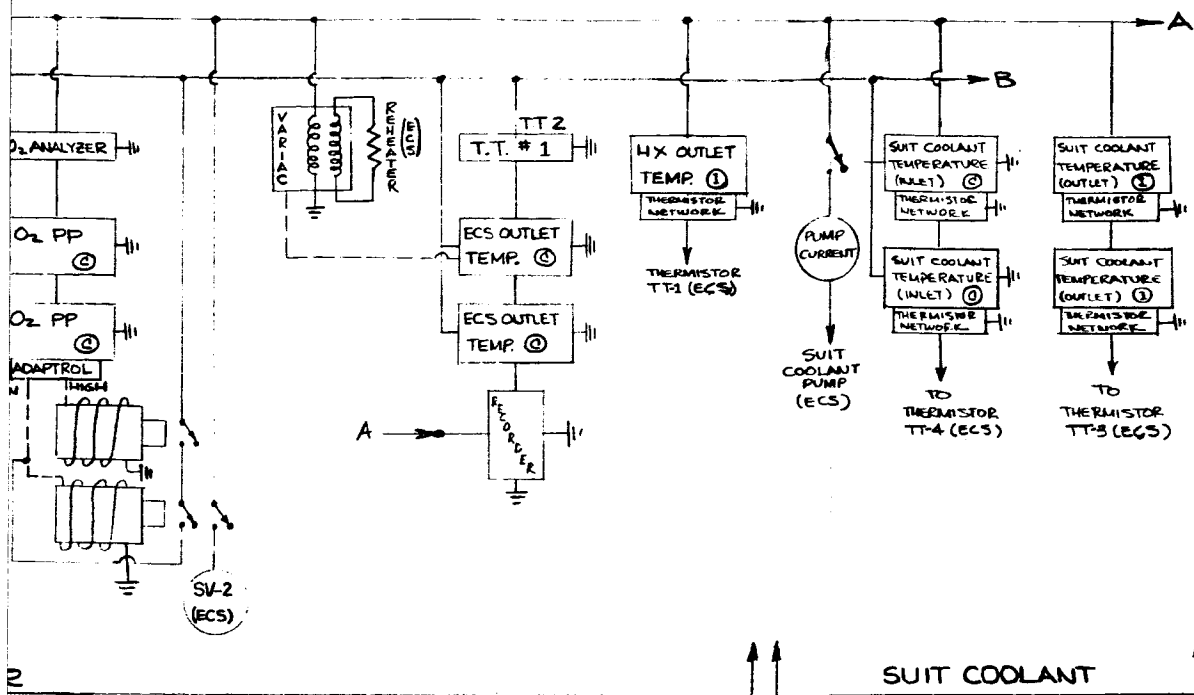 A
B
O2 ANALYZER
O2 PP
C
O2 PP
C
ADAPTROL
HIGH
SV-2
(ECS)
VARIAC
REHEATER
(ECS)
TT 2
T.T. # 1
ECS OUTLET
TEMP. C
ECS OUTLET
TEMP. C
A
RECORDER
HX OUTLET
TEMP. I
THERMISTOR
NETWORK
THERMISTOR
TT-1 (ECS)
PUMP
CURRENT
SUIT
COOLANT
PUMP
(ECS)
SUIT COOLANT
TEMPERATURE
(INLET) C
THERMISTOR
NETWORK
SUIT COOLANT
TEMPERATURE
(INLET)
THERMISTOR
NETWORK
TO
THERMISTOR
TT-4 (ECS)
SUIT COOLANT
TEMPERATURE
(OUTLET) I
THERMISTOR
NETWORK
SUIT COOLANT
TEMPERATURE
(OUTLET) I
THERMISTOR
NETWORK
TO
THERMISTOR
TT-3 (ECS)
2
SUIT COOLANT